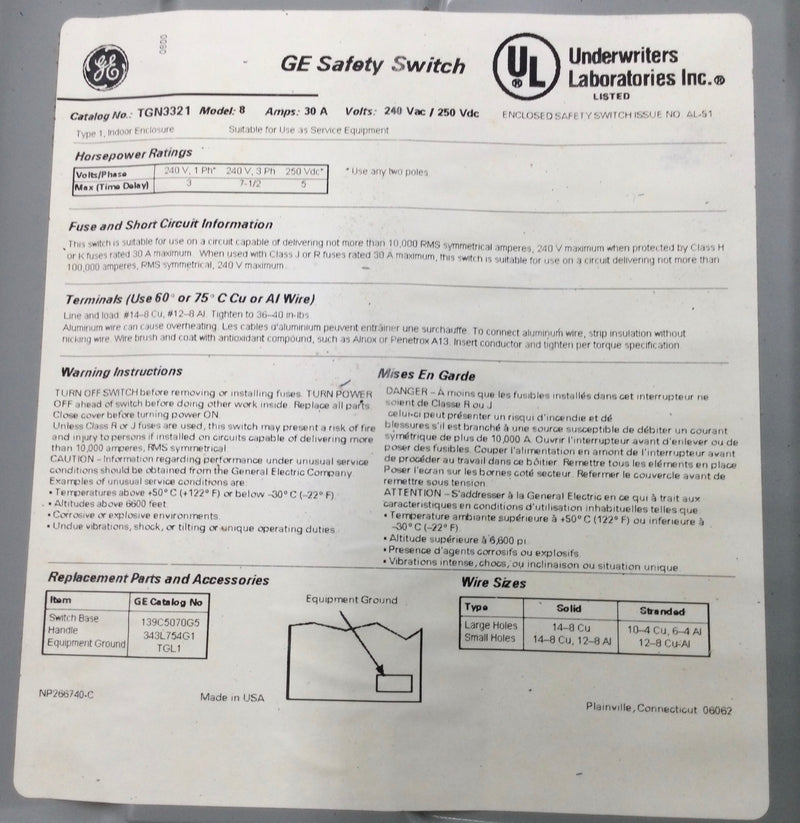 GE
0800
GE Safety Switch
UL
Underwriters
Laboratories Inc.®
LISTED
Catalog No.: TGN3321 Model: 8 Amps: 30 A Volts: 240 Vac / 250 Vdc
ENCLOSED SAFETY SWITCH ISSUE NO. AL-51
Type 1, Indoor Enclosure Suitable for Use as Service Equipment
Horsepower Ratings
Volts/Phase 240 V, 1 Ph* 240 V, 3 Ph 250 Vdc*
Max (Time Delay) 3 7-1/2 5
* Use any two poles.
Fuse and Short Circuit Information
This switch is suitable for use on a circuit capable of delivering not more than 10,000 RMS symmetrical amperes, 240 V maximum when protected by Class H
or K fuses rated 30 A maximum. When used with Class J or R fuses rated 30 A maximum, this switch is suitable for use on a circuit delivering not more than
100,000 amperes, RMS symmetrical, 240 V maximum.
Terminals (Use 60° or 75° C Cu or Al Wire)
Line and load #14-8 Cu, #12-8 Al. Tighten to 36-40 in-lbs.
Aluminum wire can cause overheating. Les cables d'aluminium peuvent entràiner une surchauffe. To connect aluminum wire, strip insulation without
nicking wire. Wire brush and coat with antioxidant compound, such as Alnox or Penetrox A13. Insert conductor and tighten per torque specification.
Warning Instructions
TURN OFF SWITCH before removing or installing fuses. TURN POWER
OFF ahead of switch before doing other work inside. Replace all parts.
Close cover before turning power ON.
Unless Class R or J fuses are used, this switch may present a risk of fire
and injury to persons if installed on circuits capable of delivering more
than 10,000 amperes, RMS symmetrical.
CAUTION – Information regarding performance under unusual service
conditions should be obtained from the General Electric Company.
Examples of unusual service conditions are:
• Temperatures above +50° C (+122° F) or below -30° C (-22° F).
• Altitudes above 6600 feet.
• Corrosive or explosive environments.
• Undue vibrations, shock, or tilting or unique operating duties.
Mises En Garde
DANGER – A moins que les fusibles installés dans cet interrupteur ne
soient de Classe R ou J,
celui-ci peut présenter un risqui d'incendie et dé
blessures s'il est branché à une source susceptible de débiter un courant
symétrique de plus de 10,000 A. Ouvrir l'interrupteur avant d'enlever ou de
poser des fusibles. Couper l'alimentation en amont de l'interrupteur avant
de procéder au travail dans ce bôitier. Remettre tous les eléments en place
Poser l'ecran sur les bornes coté secteur. Refermer le couvercle avant de
remettre sous tension.
ATTENTION – S'addresser à la General Electric en ce qui à trait aux
caractéristiques en conditions d'utilisation inhabituelles telles que:
• Temperature ambiante supérieure à +50° C (122° F) ou inferieure à
-30° C (-22° F).
• Altitude supérieure à 6,600 pi.
• Presence d'agents corrosifs ou explosifs.
• Vibrations intense, chocs, ou inclinaison ou situation unique.
Replacement Parts and Accessories
Item GE Catalog No
Switch Base 139C5070G5
Handle 343L754G1
Equipment Ground TGL1
Equipment Ground
Wire Sizes
Type Solid Stranded
Large Holes 14-8 Cu 10-4 Cu, 6-4 Al
Small Holes 14-8 Cu, 12-8 Al 12-8 Cu-Al
NP266740-C
Made in USA
Plainville, Connecticut 06062